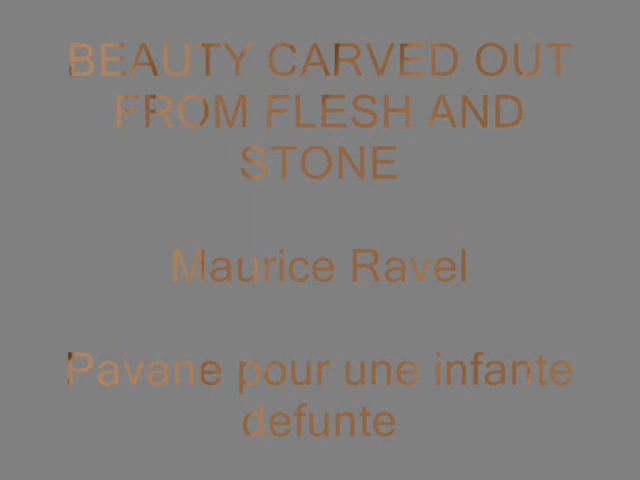 BEAUTY CARVED OUT
FROM FLESH AND
STONE
Maurice Ravel
Pavane pour une infante
defunte